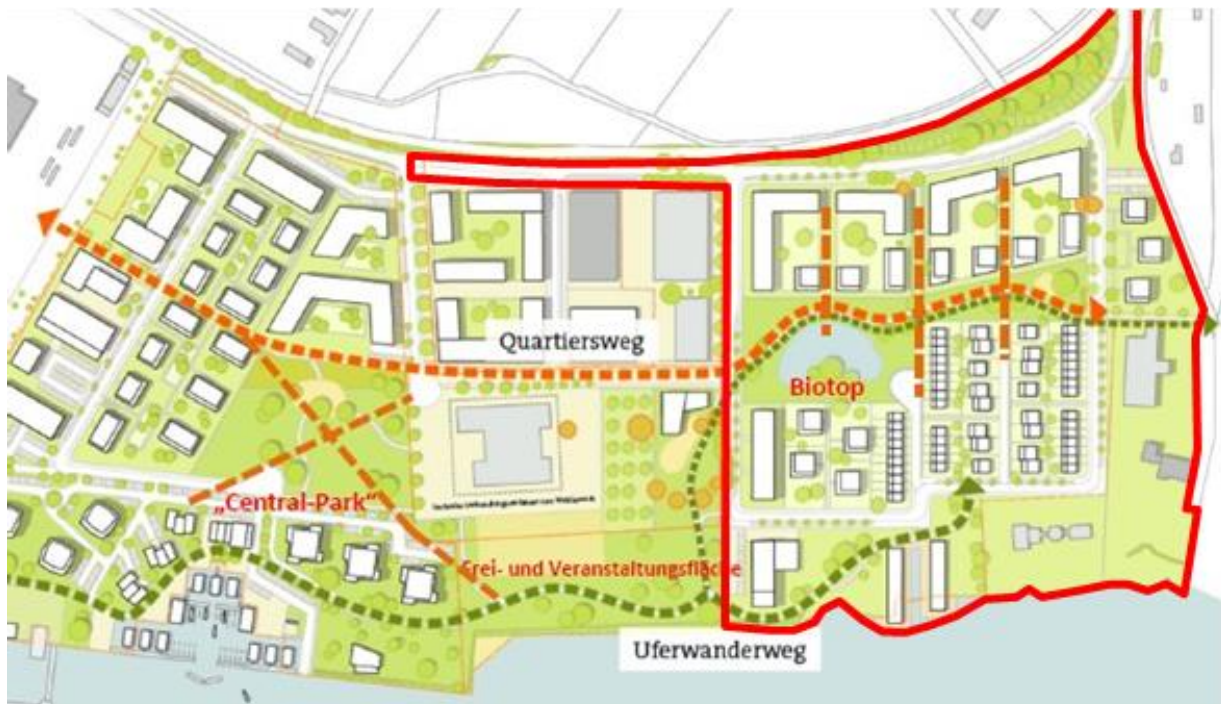 Quartiersweg
Biotop
„Central-Park“
Frei- und Veranstaltungsfläche
Uferwanderweg